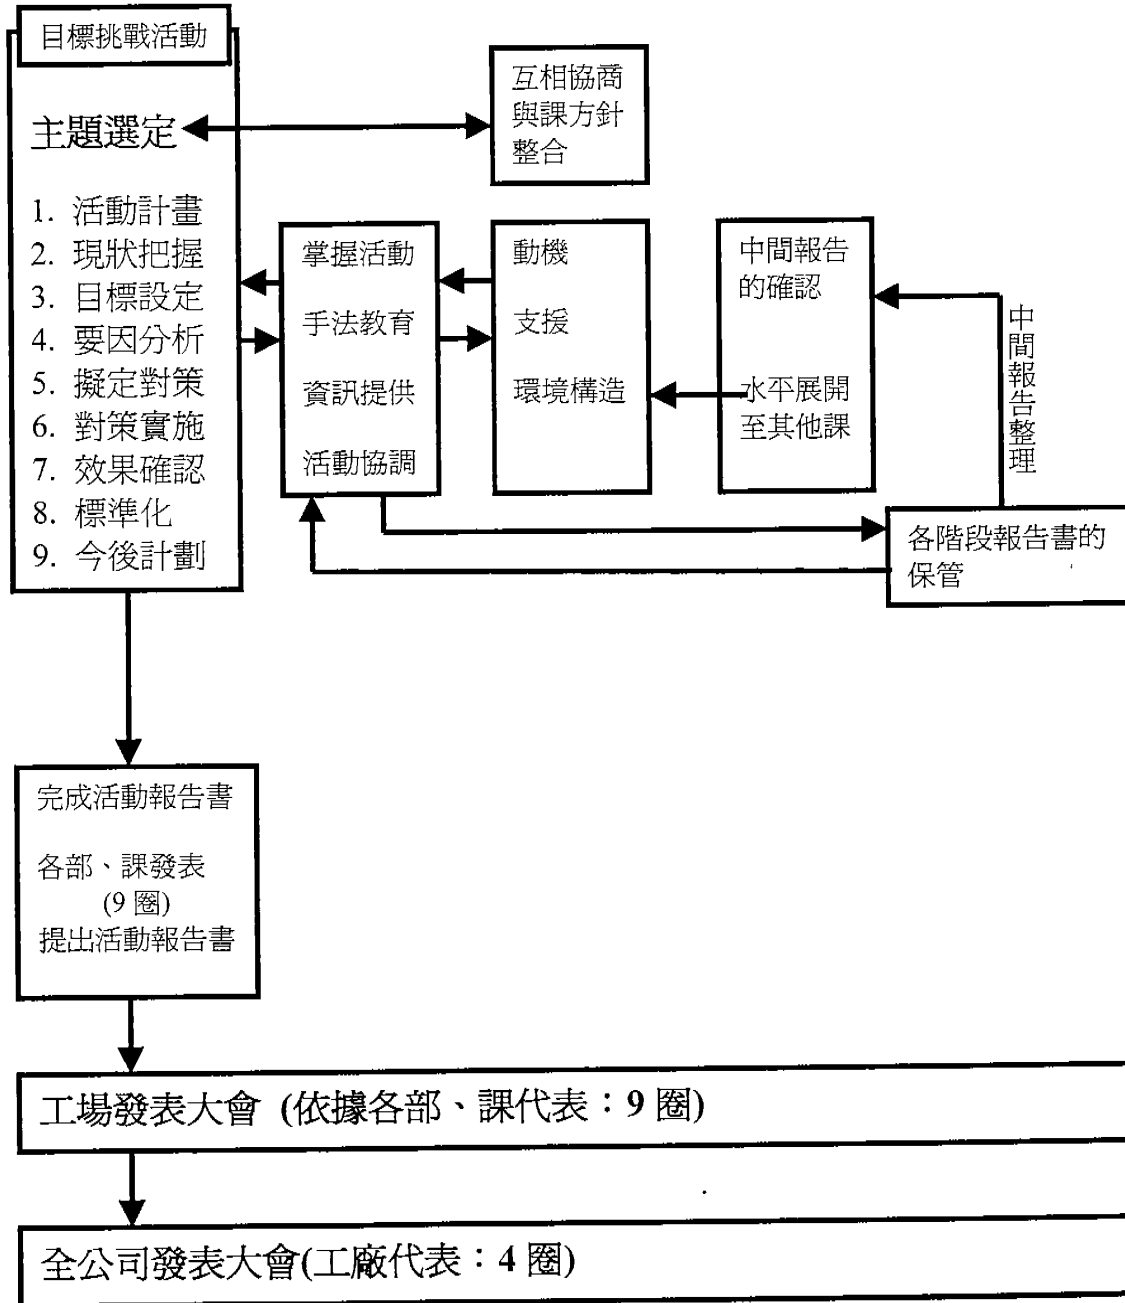 目標挑戰活動
主題選定
1. 活動計畫
2. 現狀把握
3. 目標設定
4. 要因分析
5. 擬定對策
6. 對策實施
7. 效果確認
8. 標準化
9. 今後計劃
互相協商
與課方針
整合
掌握活動
手法教育
資訊提供
活動協調
動機
支援
環境構造
中間報告
的確認
水平展開
至其他課
中間報告整理
各階段報告書的
保管
完成活動報告書
各部、課發表
(9 圈)
提出活動報告書
工場發表大會 (依據各部、課代表：9 圈)
全公司發表大會(工廠代表：4 圈)